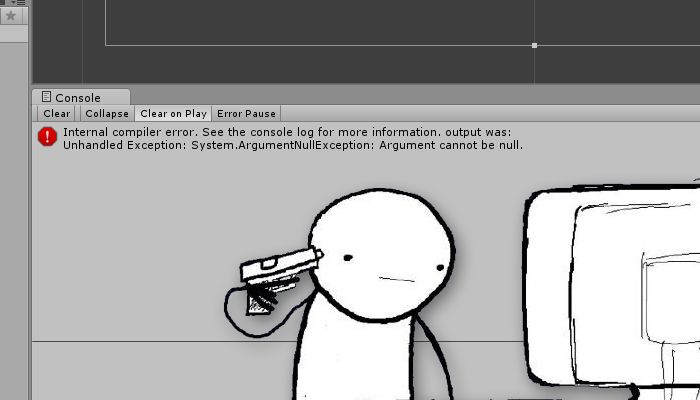 Console
Clear Collapse Clear on Play Error Pause
Internal compiler error. See the console log for more information. output was:
Unhandled Exception: System.ArgumentNullException: Argument cannot be null.